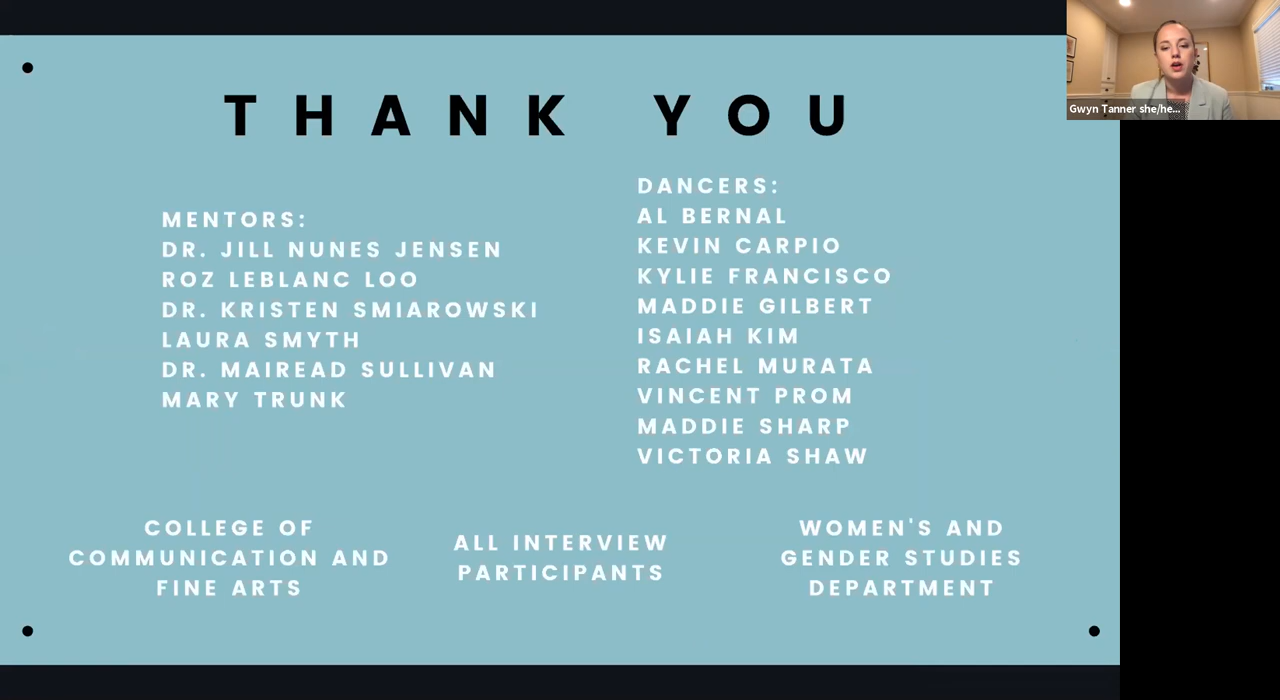 THANK YOU
MENTORS:
DR. JILL NUNES JENSEN
ROZ LEBLANC LOO
DR. KRISTEN SMIAROWSKI
LAURA SMYTH
DR. MAIREAD SULLIVAN
MARY TRUNK
DANCERS:
AL BERNAL
KEVIN CARPIO
KYLIE FRANCISCO
MADDIE GILBERT
ISAIAH KIM
RACHEL MURATA
VINCENT PROM
MADDIE SHARP
VICTORIA SHAW
COLLEGE OF
COMMUNICATION AND
FINE ARTS
ALL INTERVIEW
PARTICIPANTS
WOMEN'S AND
GENDER STUDIES
DEPARTMENT
Gwyn Tanner she/he...